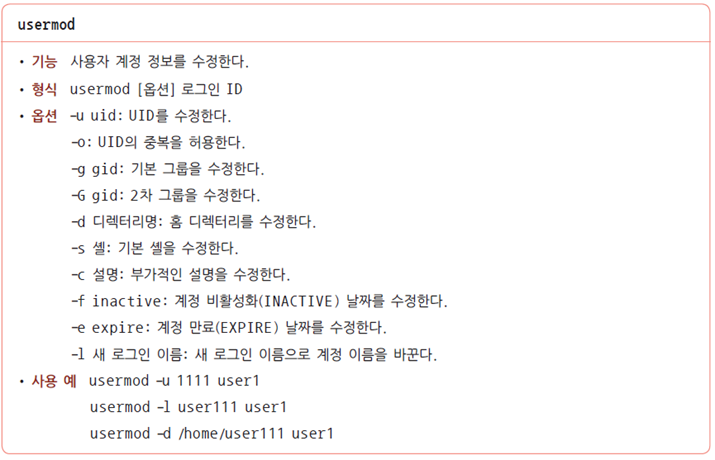 usermod
• 기능 사용자 계정 정보를 수정한다.
• 형식 usermod [옵션] 로그인 ID
• 옵션 -u uid: UID를 수정한다.
-o: UID의 중복을 허용한다.
-g gid: 기본 그룹을 수정한다.
-G gid: 2차 그룹을 수정한다.
-d 디렉터리명: 홈 디렉터리를 수정한다.
-s 셸: 기본 셸을 수정한다.
-c 설명: 부가적인 설명을 수정한다.
-f inactive: 계정 비활성화(INACTIVE) 날짜를 수정한다.
-e expire: 계정 만료(EXPIRE) 날짜를 수정한다.
-l 새 로그인 이름: 새 로그인 이름으로 계정 이름을 바꾼다.
• 사용 예 usermod -u 1111 user1
usermod -l user111 user1
usermod -d /home/user111 user1